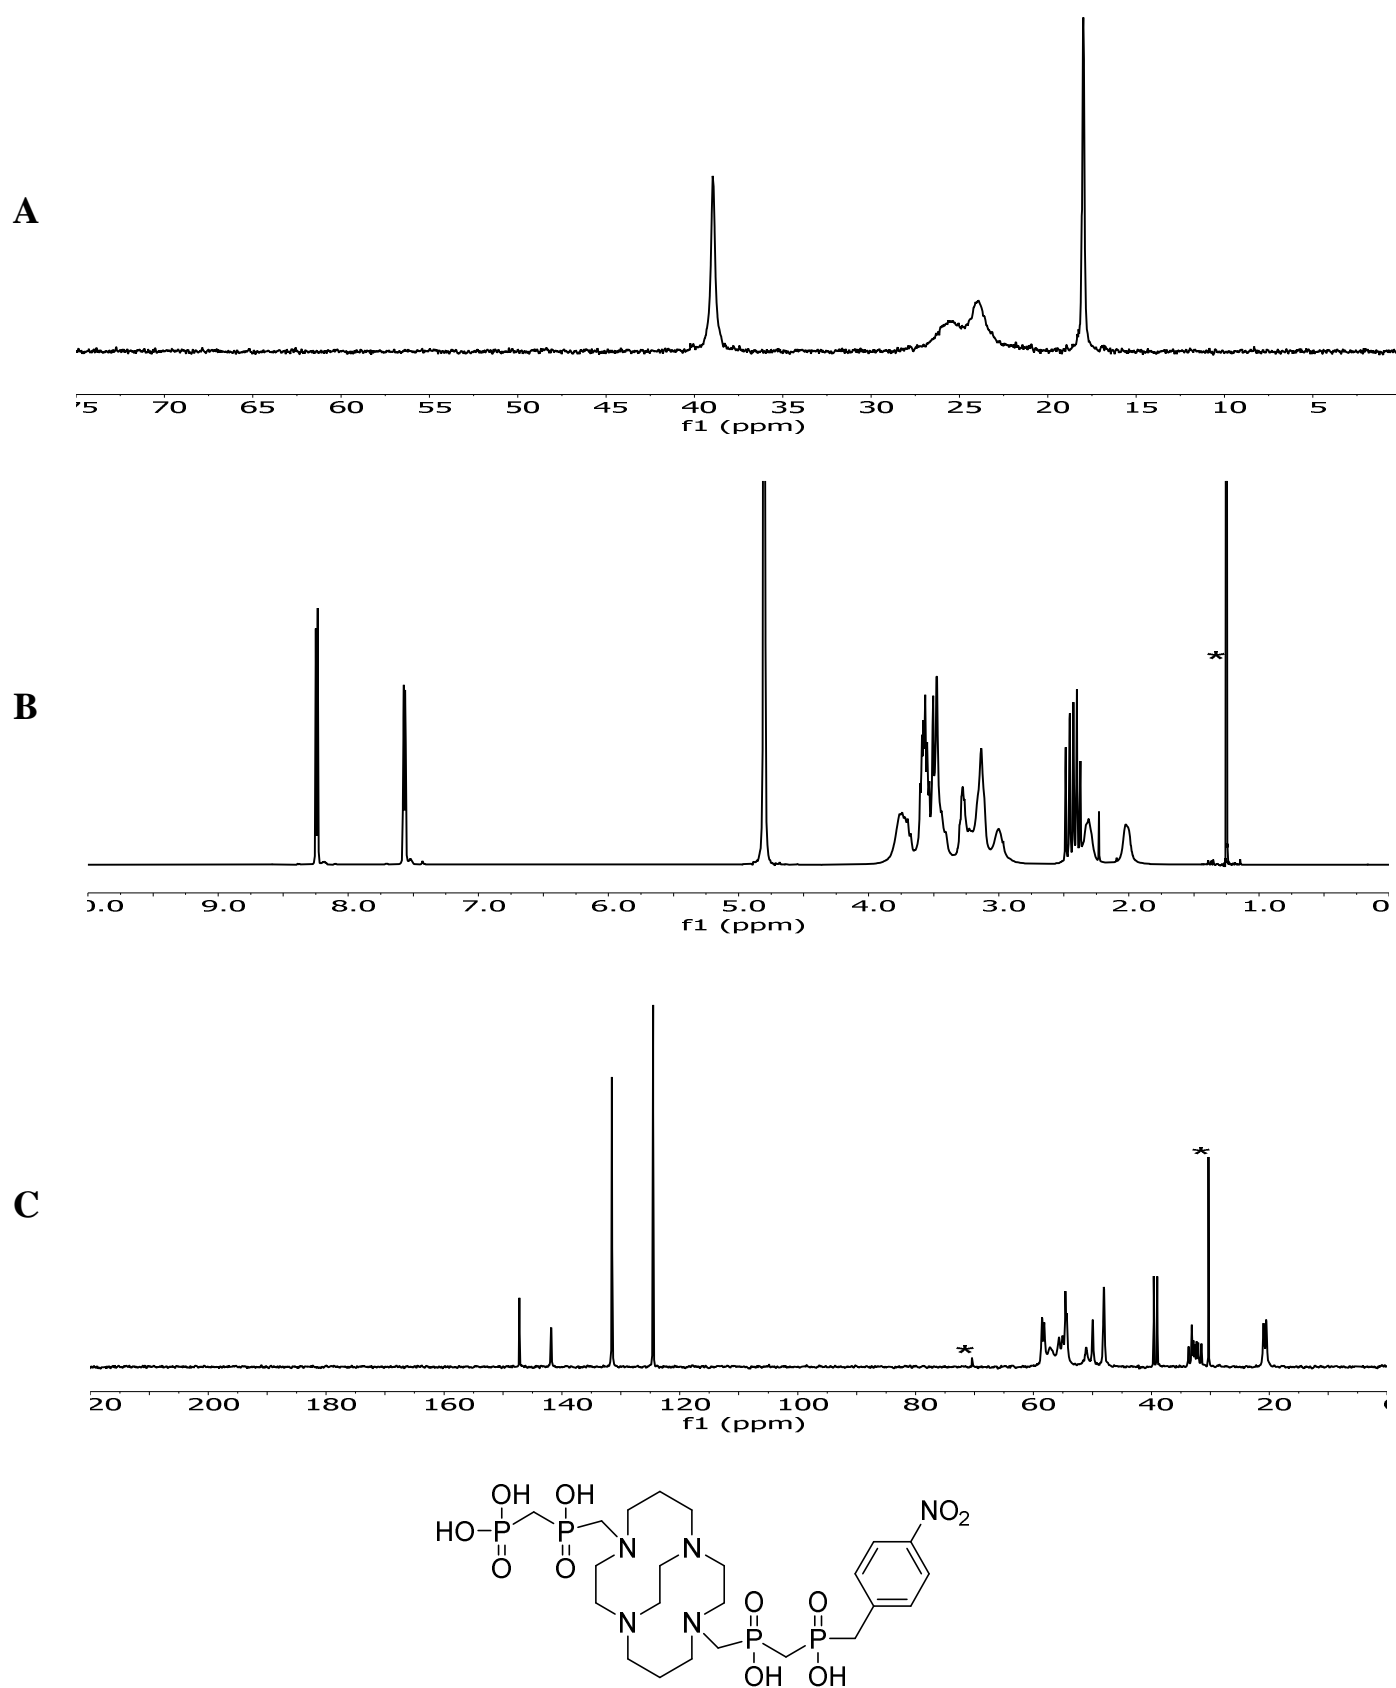 A
75 70 65 60 55 50 45 40 35 30 25 20 15 10 5
f1 (ppm)
*
B
0.0 9.0 8.0 7.0 6.0 5.0 4.0 3.0 2.0 1.0 0
f1 (ppm)
*
C
*
20 200 180 160 140 120 100 80 60 40 20
f1 (ppm)
OH OH NO2
HO P P N N
O O
O O
N N P P
OH OH